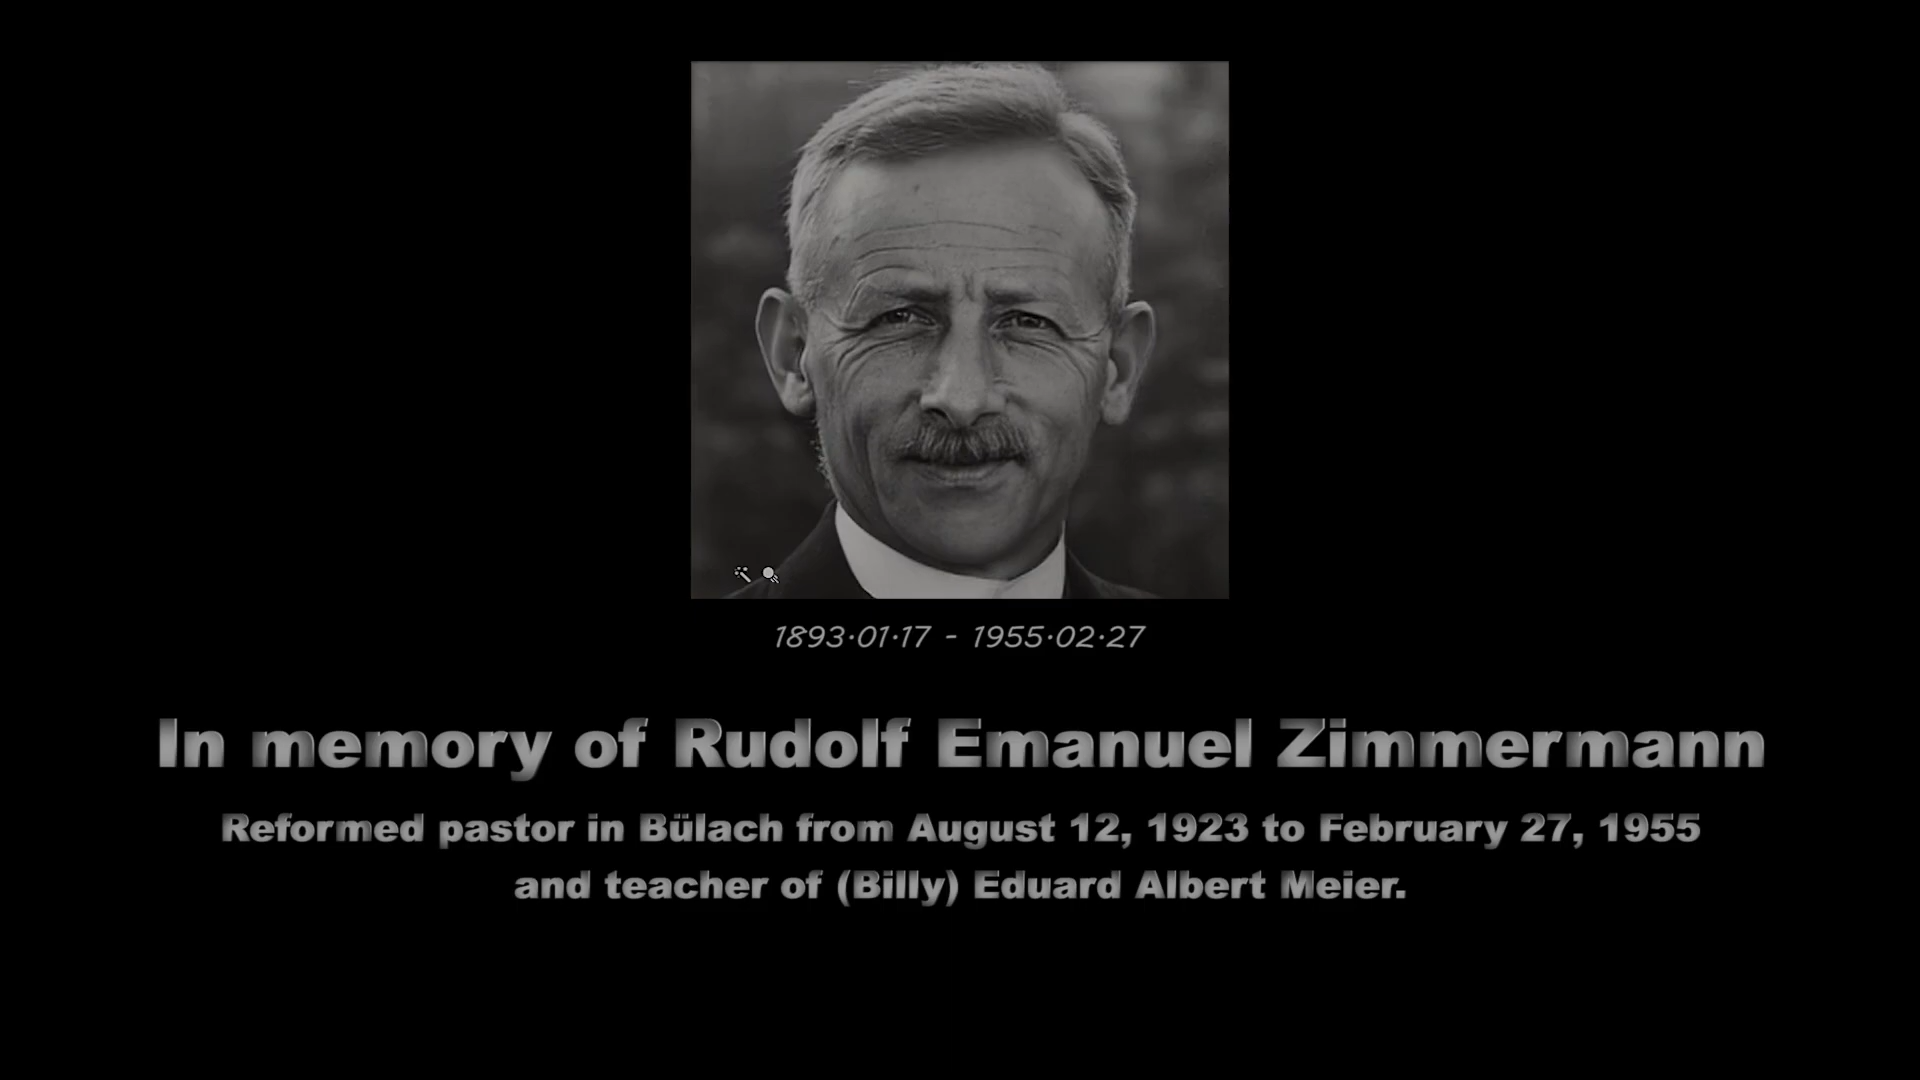 1893·01·17 - 1955·02·27
In memory of Rudolf Emanuel Zimmermann
Reformed pastor in Bülach from August 12, 1923 to February 27, 1955
and teacher of (Billy) Eduard Albert Meier.